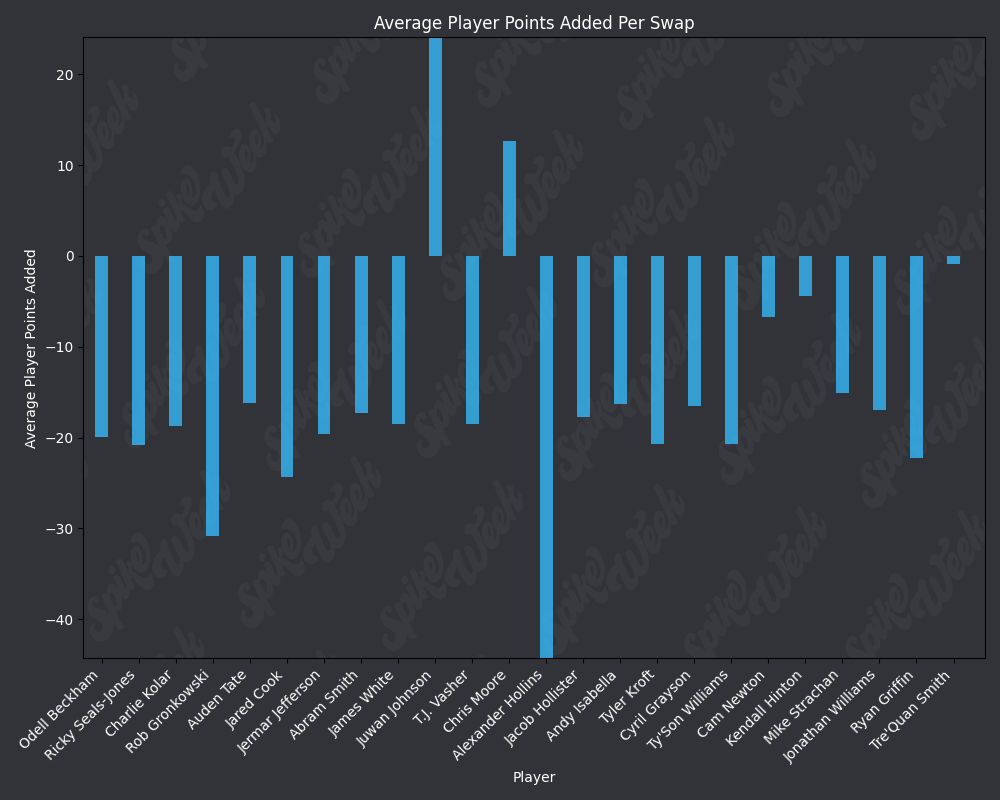 Average Player Points Added Per Swap
20
10
0
−10
−20
−30
−40
Average Player Points Added
Odell Beckham
Ricky Seals-Jones
Charlie Kolar
Rob Gronkowski
Auden Tate
Jared Cook
Jermar Jefferson
Abram Smith
James White
Juwan Johnson
T.J. Vasher
Chris Moore
Alexander Hollins
Jacob Hollister
Andy Isabella
Tyler Kroft
Cyril Grayson
Ty'Son Williams
Cam Newton
Kendall Hinton
Mike Strachan
Jonathan Williams
Ryan Griffin
Tre'Quan Smith
Player
Spike Week